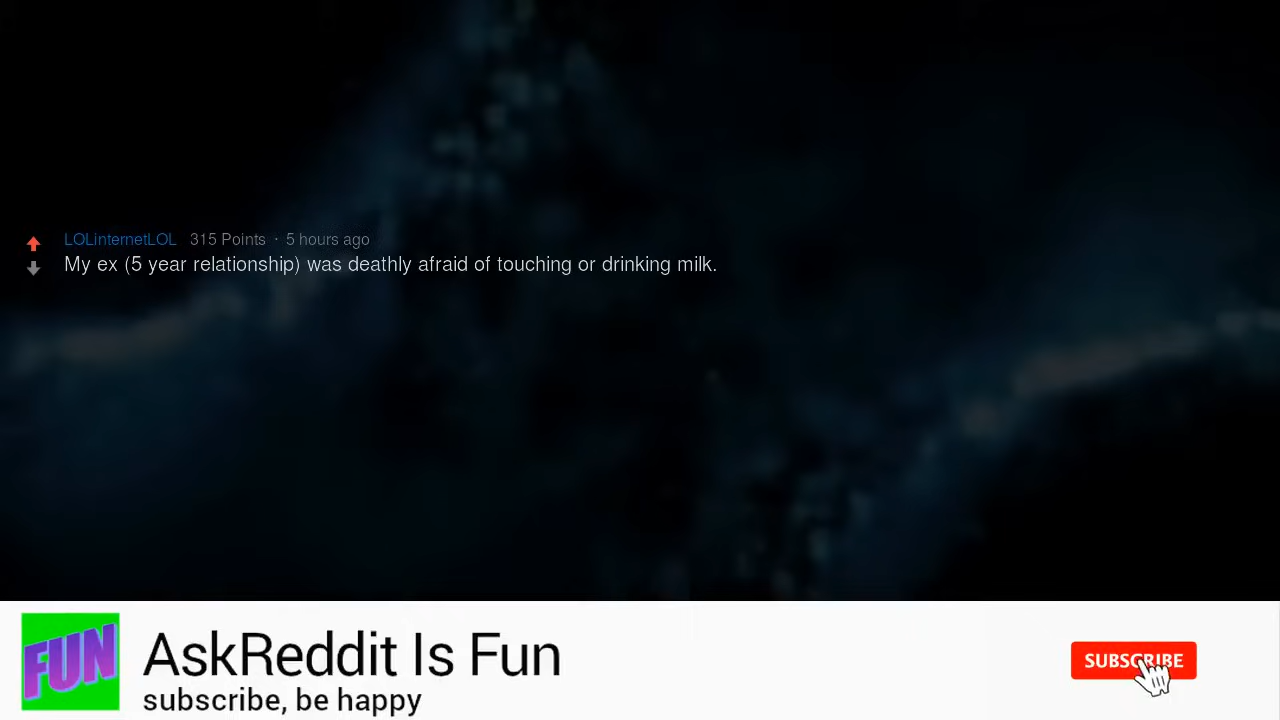 LOLinternetLOL 315 Points · 5 hours ago
My ex (5 year relationship) was deathly afraid of touching or drinking milk.
FUN
AskReddit Is Fun
subscribe, be happy
SUBSCRIBE